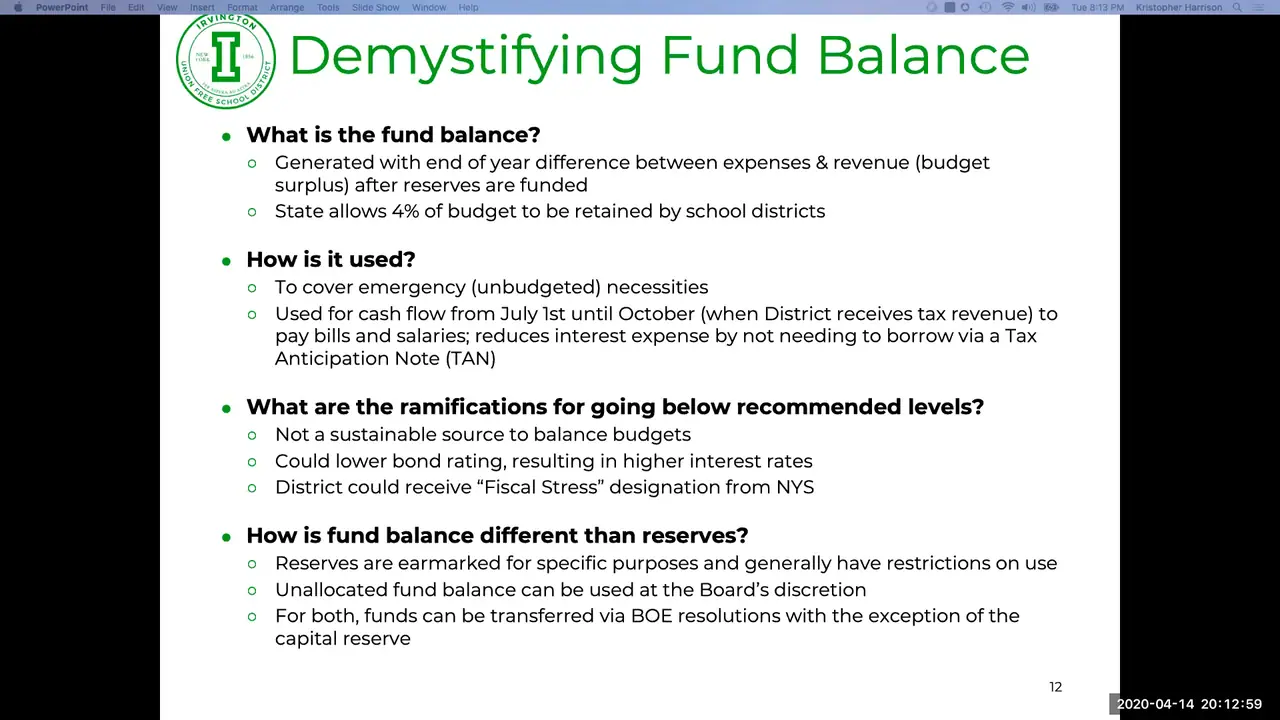 PowerPoint File Edit View Insert Format Arrange Tools Slide Show Window Help Tue 8:13 PM Kristopher Harrison
IRVINGTON
NEW YORK 1896
I
UNION FREE SCHOOL DISTRICT
Demystifying Fund Balance
● What is the fund balance?
○ Generated with end of year difference between expenses & revenue (budget
surplus) after reserves are funded
○ State allows 4% of budget to be retained by school districts
● How is it used?
○ To cover emergency (unbudgeted) necessities
○ Used for cash flow from July 1st until October (when District receives tax revenue) to
pay bills and salaries; reduces interest expense by not needing to borrow via a Tax
Anticipation Note (TAN)
● What are the ramifications for going below recommended levels?
○ Not a sustainable source to balance budgets
○ Could lower bond rating, resulting in higher interest rates
○ District could receive “Fiscal Stress” designation from NYS
● How is fund balance different than reserves?
○ Reserves are earmarked for specific purposes and generally have restrictions on use
○ Unallocated fund balance can be used at the Board’s discretion
○ For both, funds can be transferred via BOE resolutions with the exception of the
capital reserve
12
2020-04-14 20:12:59